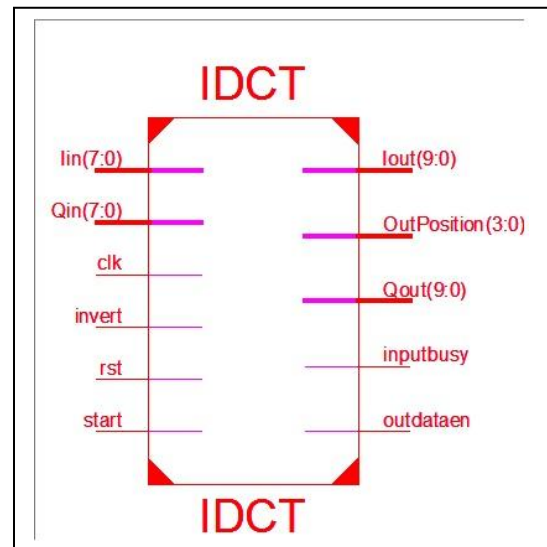 IDCT
Iin(7:0)
Qin(7:0)
clk
invert
rst
start
Iout(9:0)
OutPosition(3:0)
Qout(9:0)
inputbusy
outdataen
IDCT